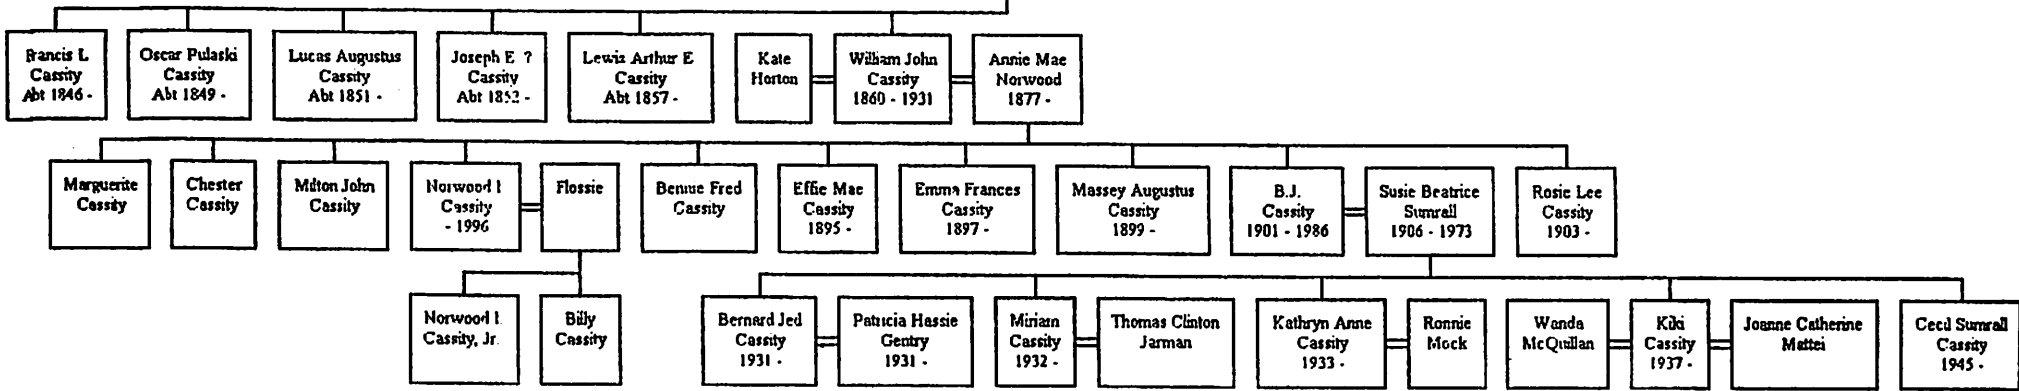 Francis L
Cassity
Abt 1846 -
Oscar Pulaski
Cassity
Abt 1849 -
Lucas Augustus
Cassity
Abt 1851 -
Joseph E ?
Cassity
Abt 1852 -
Lewis Arthur E
Cassity
Abt 1857 -
Kate
Horton
William John
Cassity
1860 - 1931
Annie Mae
Norwood
1877 -
Marguerite
Cassity
Chester
Cassity
Milton John
Cassity
Norwood
Cassity
- 1996
Flossie
Bennie Fred
Cassity
Effie Mae
Cassity
1895 -
Emma Frances
Cassity
1897 -
Massey Augustus
Cassity
1899 -
B.J.
Cassity
1901 - 1986
Susie Beatrice
Sumrall
1906 - 1973
Rosie Lee
Cassity
1903 -
Norwood
Cassity, Jr.
Billy
Cassity
Bernard Jed
Cassity
1931 -
Patricia Hassie
Gentry
1931 -
Miriam
Cassity
1932 -
Thomas Clinton
Jarman
Kathryn Anne
Cassity
1933 -
Ronnie
Mock
Wanda
McQuillan
Kiki
Cassity
1937 -
Joanne Catherine
Mattei
Cecil Sumrall
Cassity
1945 -